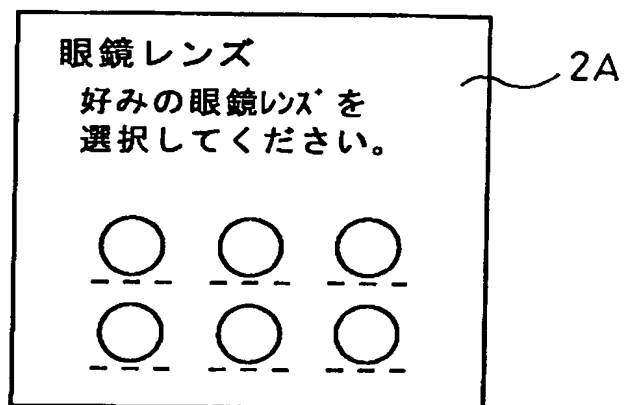 眼鏡レンズ
2A
好みの眼鏡ﾚﾝｽﾞを
選択してください。